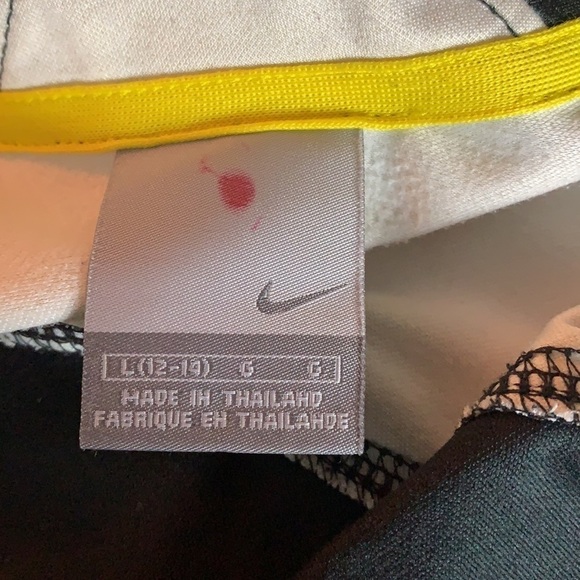 L (12-14) G G
MADE IN THAILAND
FABRIQUE EN THAILANDE